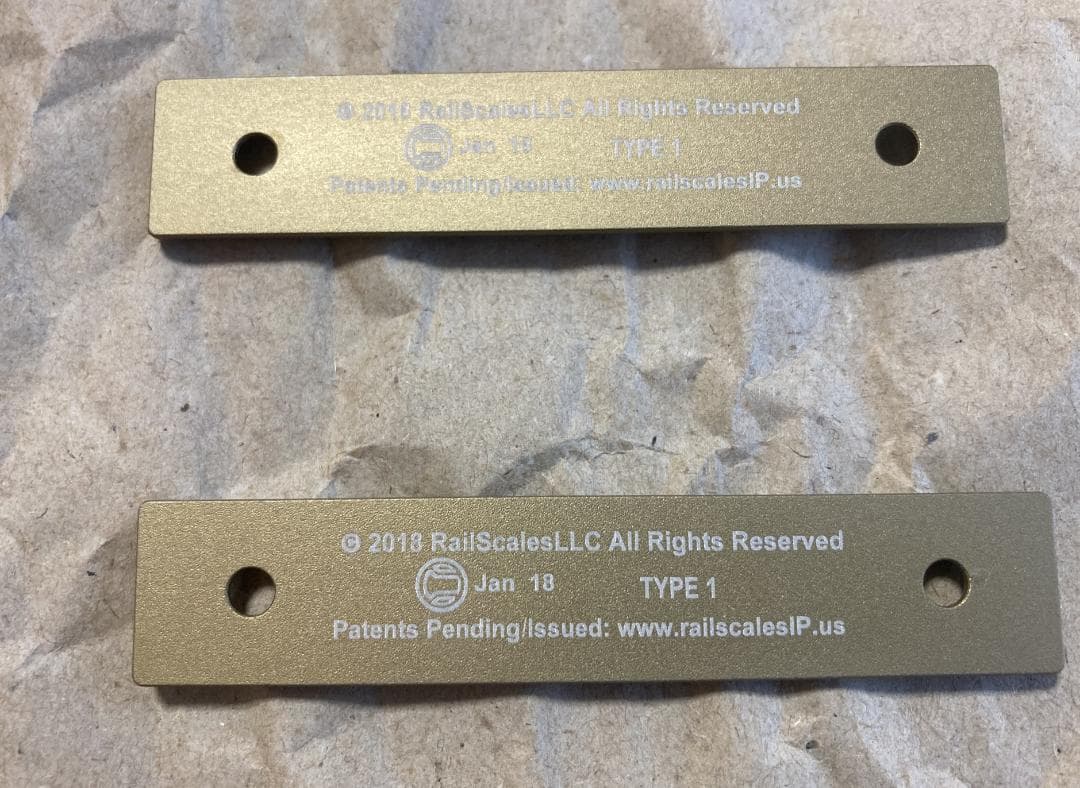 © 2018 RailScalesLLC All Rights Reserved
Jan 18 TYPE 1
Patents Pending/Issued: www.railscalesIP.us
© 2018 RailScalesLLC All Rights Reserved
Jan 18 TYPE 1
Patents Pending/Issued: www.railscalesIP.us